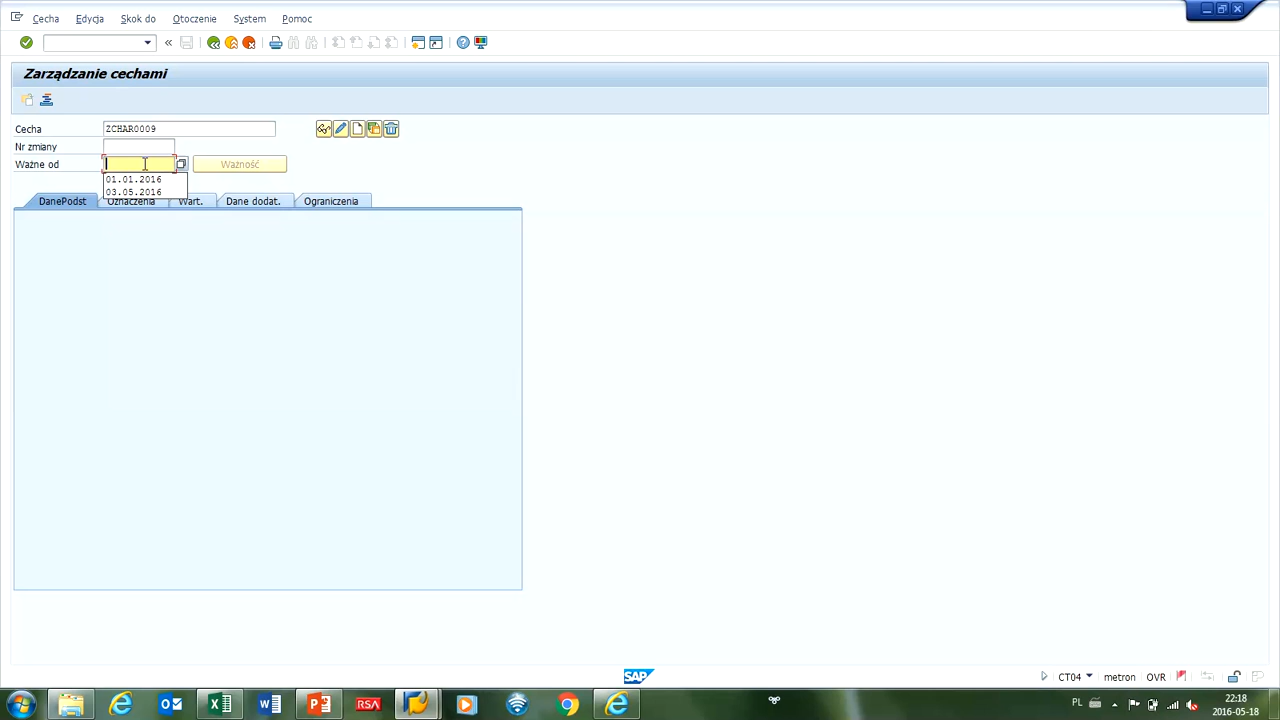 Cecha Edycja Skok do Otoczenie System Pomoc
Zarządzanie cechami
Cecha ZCHAR0009
Nr zmiany
Ważne od Ważność
01.01.2016
03.05.2016
DanePodst Oznaczenia Wart. Dane dodat. Ograniczenia
SAP
CT04 metron OVR
RSA
PL 22:18
2016-05-18